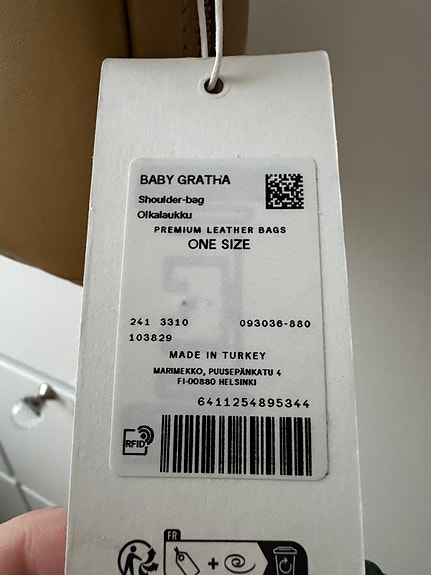 BABY GRATHA
Shoulder-bag
Olkalaukku
PREMIUM LEATHER BAGS
ONE SIZE
241 3310 093036-880
103829
MADE IN TURKEY
MARIMEKKO, PUUSEPÄNKATU 4
FI-00880 HELSINKI
6411254895344
RFID
FR
+